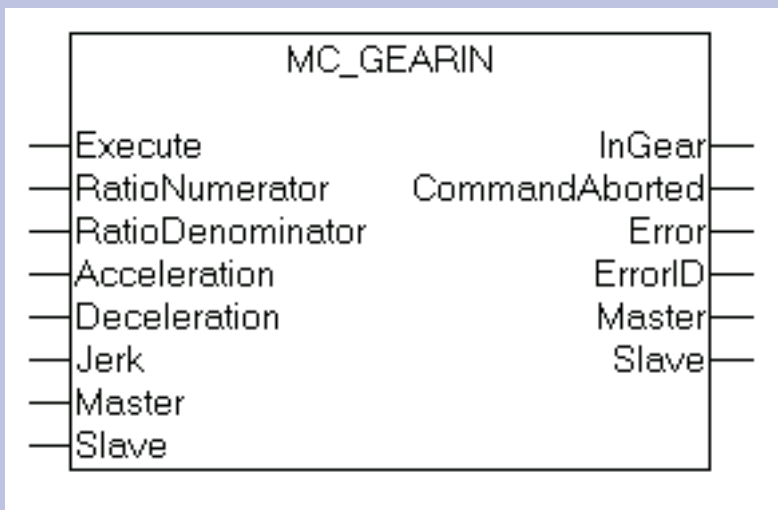 MC_GEARIN
Execute InGear
RatioNumerator CommandAborted
RatioDenominator Error
Acceleration ErrorID
Deceleration Master
Jerk Slave
Master
Slave